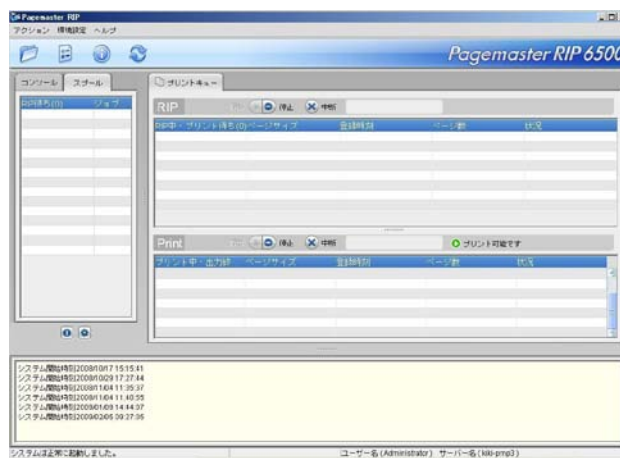 Pagemaster RIP
アクション 環境設定 ヘルプ
Pagemaster RIP 6500
コンソール スプール
プリントキュー
RIP待ち(0) ジョブ
RIP 停止 中断
RIP中・プリント待ち(0) ページサイズ 登録時刻 ページ数 状況
Print 停止 中断 プリント可能です
プリント中・出力済 ページサイズ 登録時刻 ページ数 状況
システム開始時刻2008/10/17 15:15:41
システム開始時刻2008/10/29 17:27:44
システム開始時刻2008/11/04 11:35:37
システム開始時刻2008/11/04 11:40:55
システム開始時刻2009/01/09 14:44:37
システム開始時刻2009/02/06 09:27:06
システムは正常に起動しました。 ユーザー名(Administrator) サーバー名(kiki-pmp3)